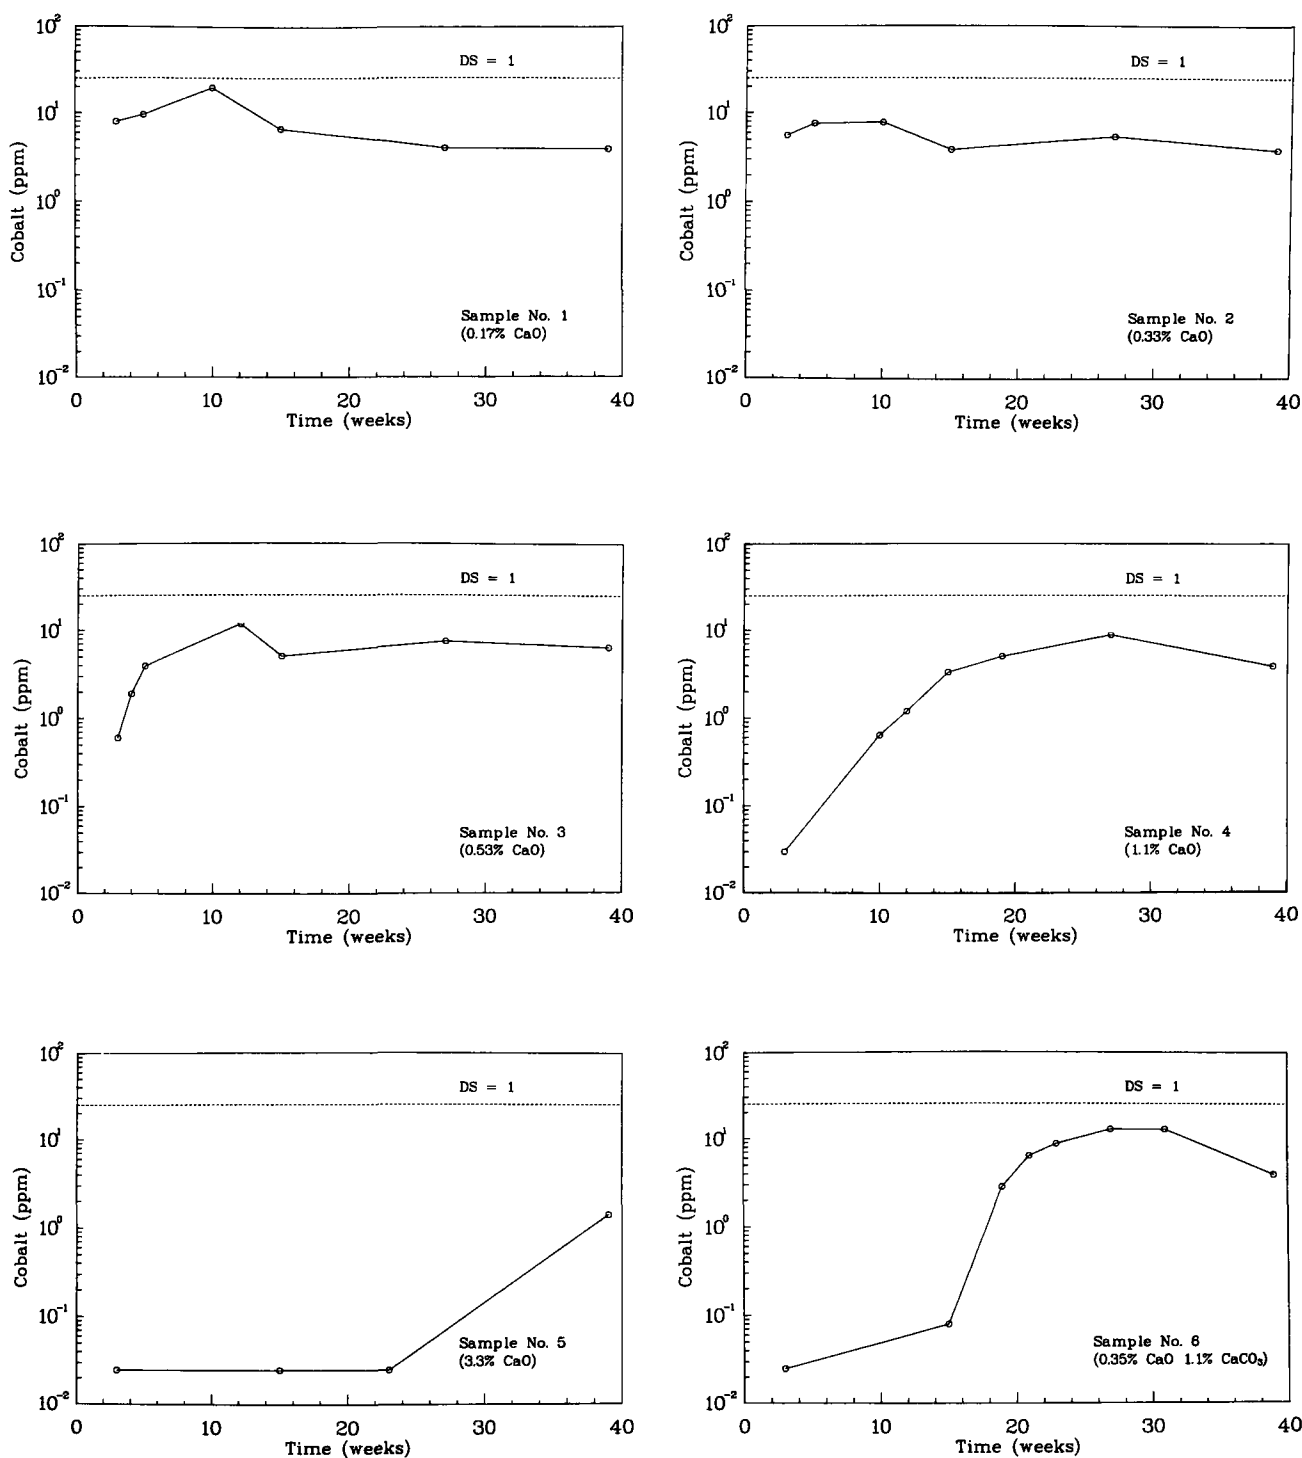 10²
DS = 1
10¹
Cobalt (ppm)
10⁰
10⁻¹
Sample No. 1
(0.17% CaO)
10⁻²
0 10 20 30 40
Time (weeks)
10²
DS = 1
10¹
Cobalt (ppm)
10⁰
10⁻¹
Sample No. 2
(0.33% CaO)
10⁻²
0 10 20 30 40
Time (weeks)
10²
DS = 1
10¹
Cobalt (ppm)
10⁰
10⁻¹
Sample No. 3
(0.53% CaO)
10⁻²
0 10 20 30 40
Time (weeks)
10²
DS = 1
10¹
Cobalt (ppm)
10⁰
10⁻¹
Sample No. 4
(1.1% CaO)
10⁻²
0 10 20 30 40
Time (weeks)
10²
DS = 1
10¹
Cobalt (ppm)
10⁰
10⁻¹
Sample No. 5
(3.3% CaO)
10⁻²
0 10 20 30 40
Time (weeks)
10²
DS = 1
10¹
Cobalt (ppm)
10⁰
10⁻¹
Sample No. 6
(0.35% CaO 1.1% CaCO₃)
10⁻²
0 10 20 30 40
Time (weeks)